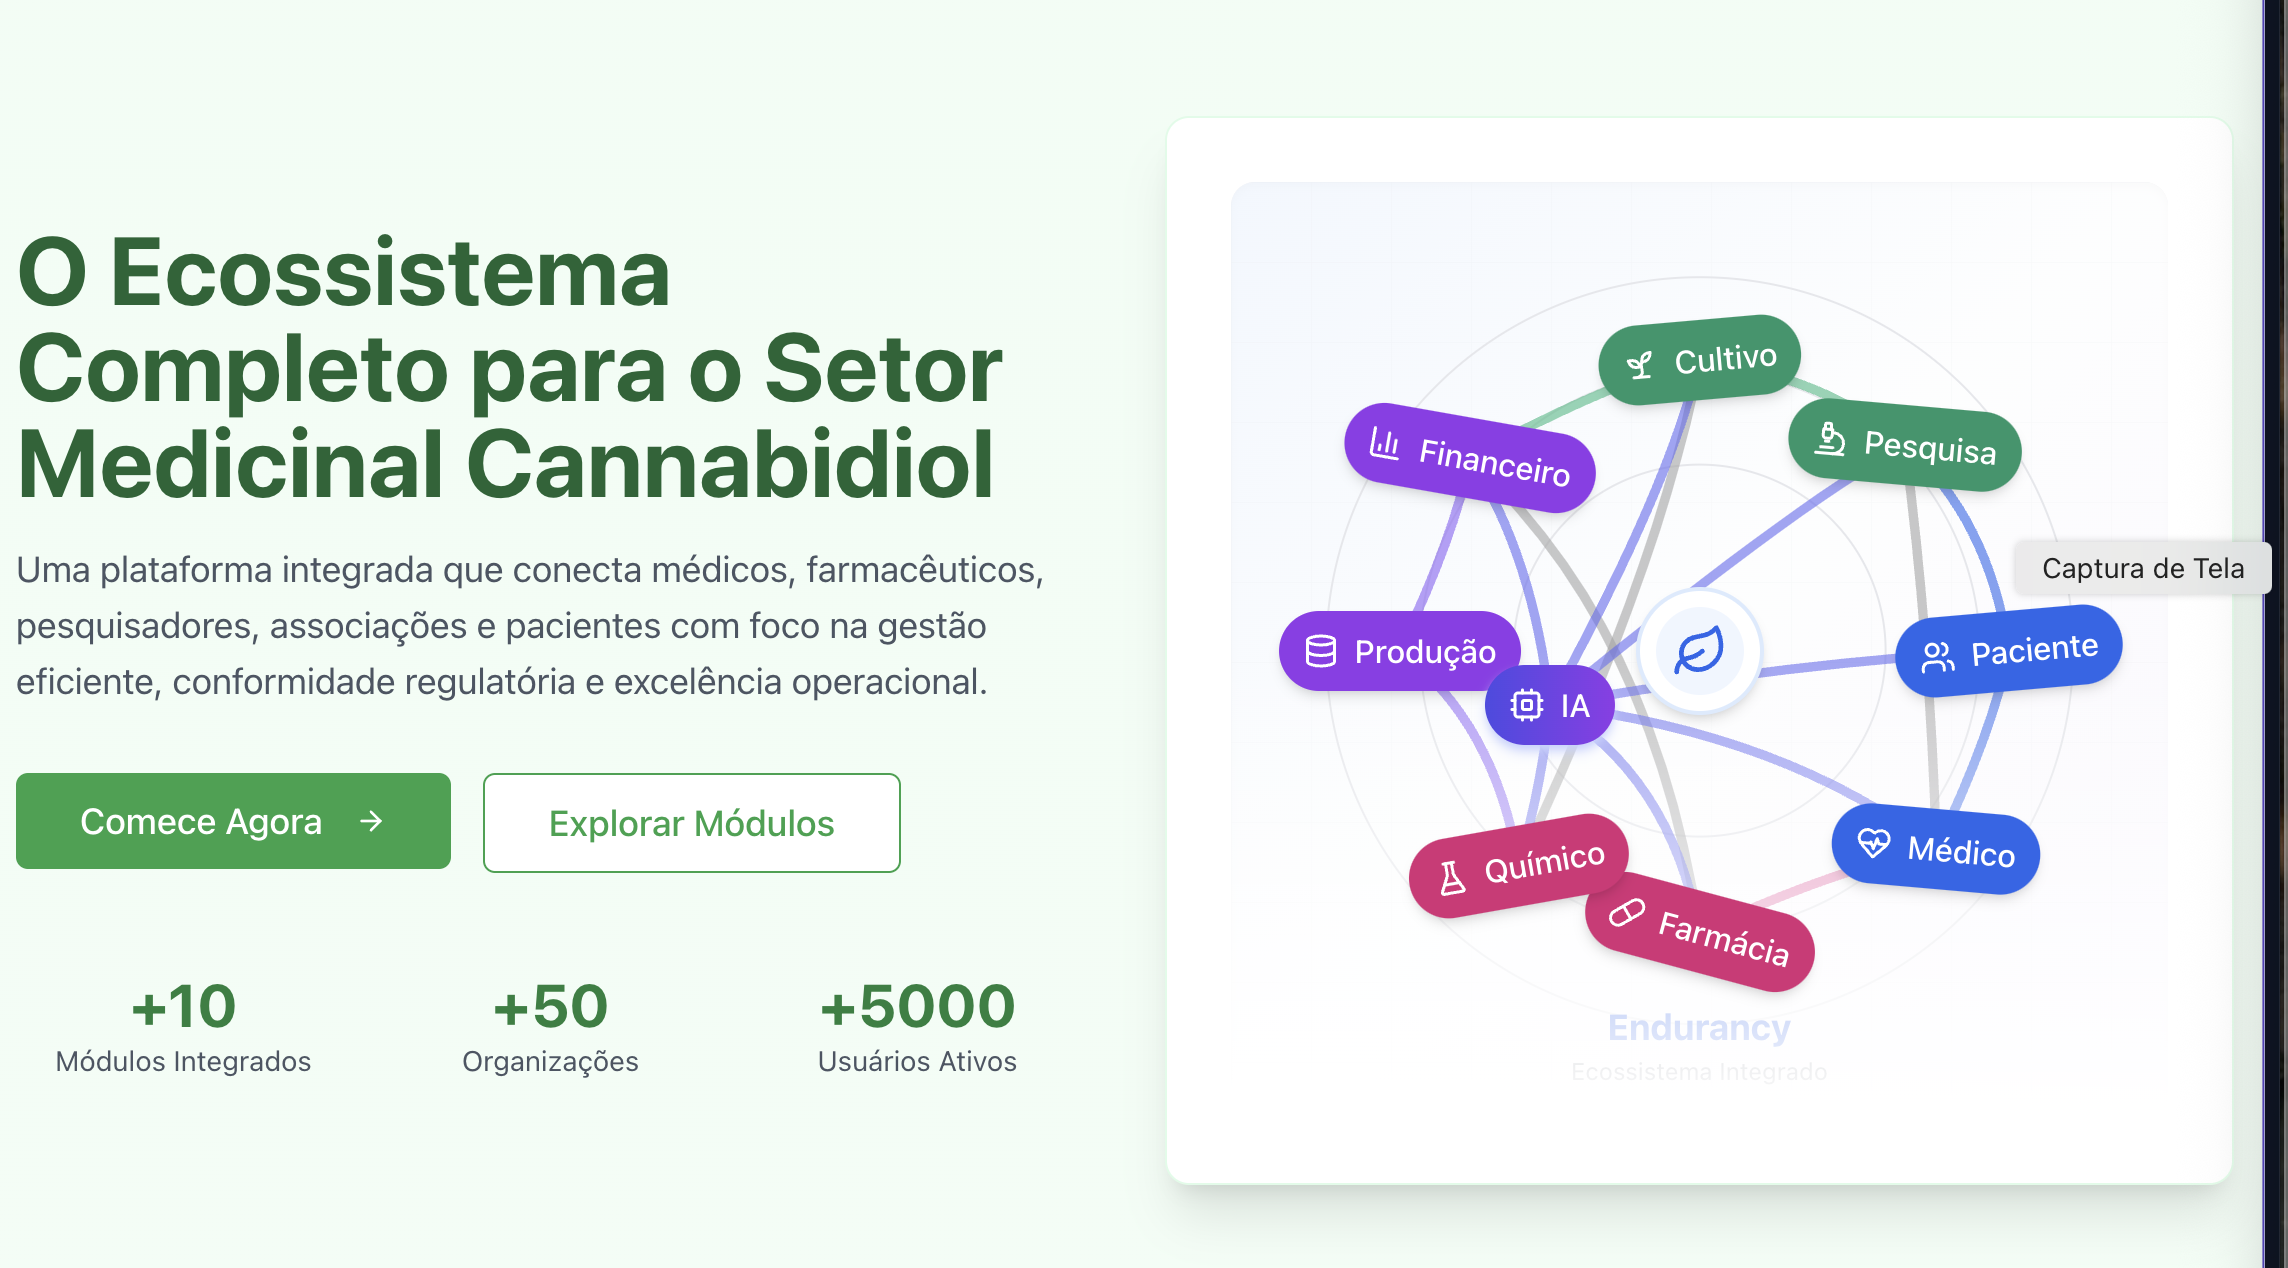 O Ecossistema
Completo para o Setor
Medicinal Cannabidiol
Uma plataforma integrada que conecta médicos, farmacêuticos,
pesquisadores, associações e pacientes com foco na gestão
eficiente, conformidade regulatória e excelência operacional.
Comece Agora
Explorar Módulos
+10
Módulos Integrados
+50
Organizações
+5000
Usuários Ativos
Cultivo
Financeiro
Pesquisa
Captura de Tela
Produção
Paciente
IA
Químico
Médico
Farmácia
Endurancy
Ecossistema Integrado